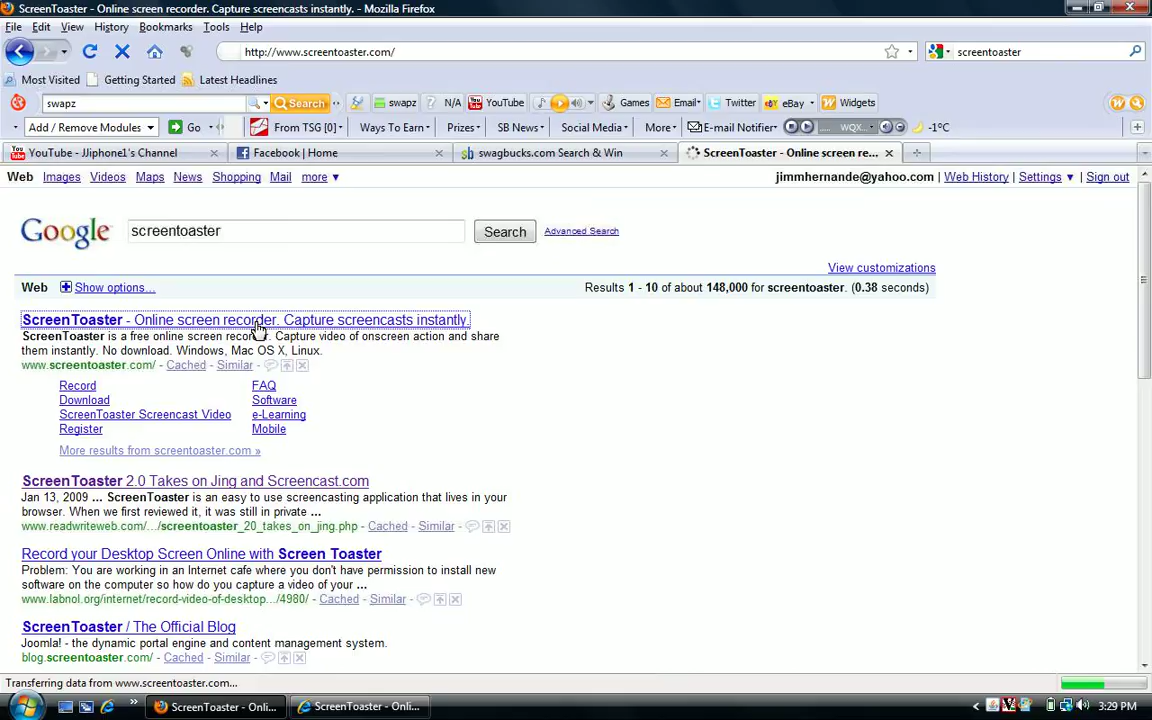 ScreenToaster - Online screen recorder. Capture screencasts instantly. - Mozilla Firefox
File Edit View History Bookmarks Tools Help
http://www.screentoaster.com/ screentoaster
Most Visited Getting Started Latest Headlines
swapz Search swapz N/A YouTube Games Email Twitter eBay Widgets
Add / Remove Modules Go From TSG [0] Ways To Earn Prizes SB News Social Media More E-mail Notifier .... WQX... -1°C
YouTube - JJiphone1's Channel Facebook | Home swagbucks.com Search & Win ScreenToaster - Online screen re...
Web Images Videos Maps News Shopping Mail more ▼ jimmhernande@yahoo.com | Web History | Settings ▼ | Sign out
Google screentoaster Search Advanced Search
View customizations
Web Show options... Results 1 - 10 of about 148,000 for screentoaster. (0.38 seconds)
ScreenToaster - Online screen recorder. Capture screencasts instantly.
ScreenToaster is a free online screen recorder. Capture video of onscreen action and share
them instantly. No download. Windows, Mac OS X, Linux.
www.screentoaster.com/ - Cached - Similar -
Record FAQ
Download Software
ScreenToaster Screencast Video e-Learning
Register Mobile
More results from screentoaster.com »
ScreenToaster 2.0 Takes on Jing and Screencast.com
Jan 13, 2009 ... ScreenToaster is an easy to use screencasting application that lives in your
browser. When we first reviewed it, it was still in private ...
www.readwriteweb.com/.../screentoaster_20_takes_on_jing.php - Cached - Similar -
Record your Desktop Screen Online with Screen Toaster
Problem: You are working in an Internet cafe where you don't have permission to install new
software on the computer so how do you capture a video of your ...
www.labnol.org/internet/record-video-of-desktop.../4980/ - Cached - Similar -
ScreenToaster / The Official Blog
Joomla! - the dynamic portal engine and content management system.
blog.screentoaster.com/ - Cached - Similar -
Transferring data from www.screentoaster.com...
ScreenToaster - Onli... ScreenToaster - Onli... 3:29 PM